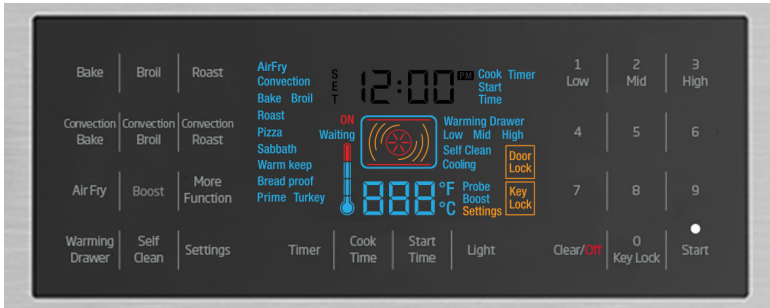 Bake
Broil
Roast
Convection Bake
Convection Broil
Convection Roast
Air Fry
Boost
More Function
Warming Drawer
Self Clean
Settings
AirFry
Convection
Bake Broil
Roast
Pizza
Sabbath
Warm keep
Bread proof
Prime Turkey
SET
12:00 PM
Cook Timer
Start
Time
ON
Waiting
Warming Drawer
Low Mid High
Self Clean
Cooling
Door
Lock
888 °F
°C
Probe
Boost
Settings
Key
Lock
Timer
Cook Time
Start Time
Light
1 Low
2 Mid
3 High
4
5
6
7
8
9
Clear/Off
0 Key Lock
Start